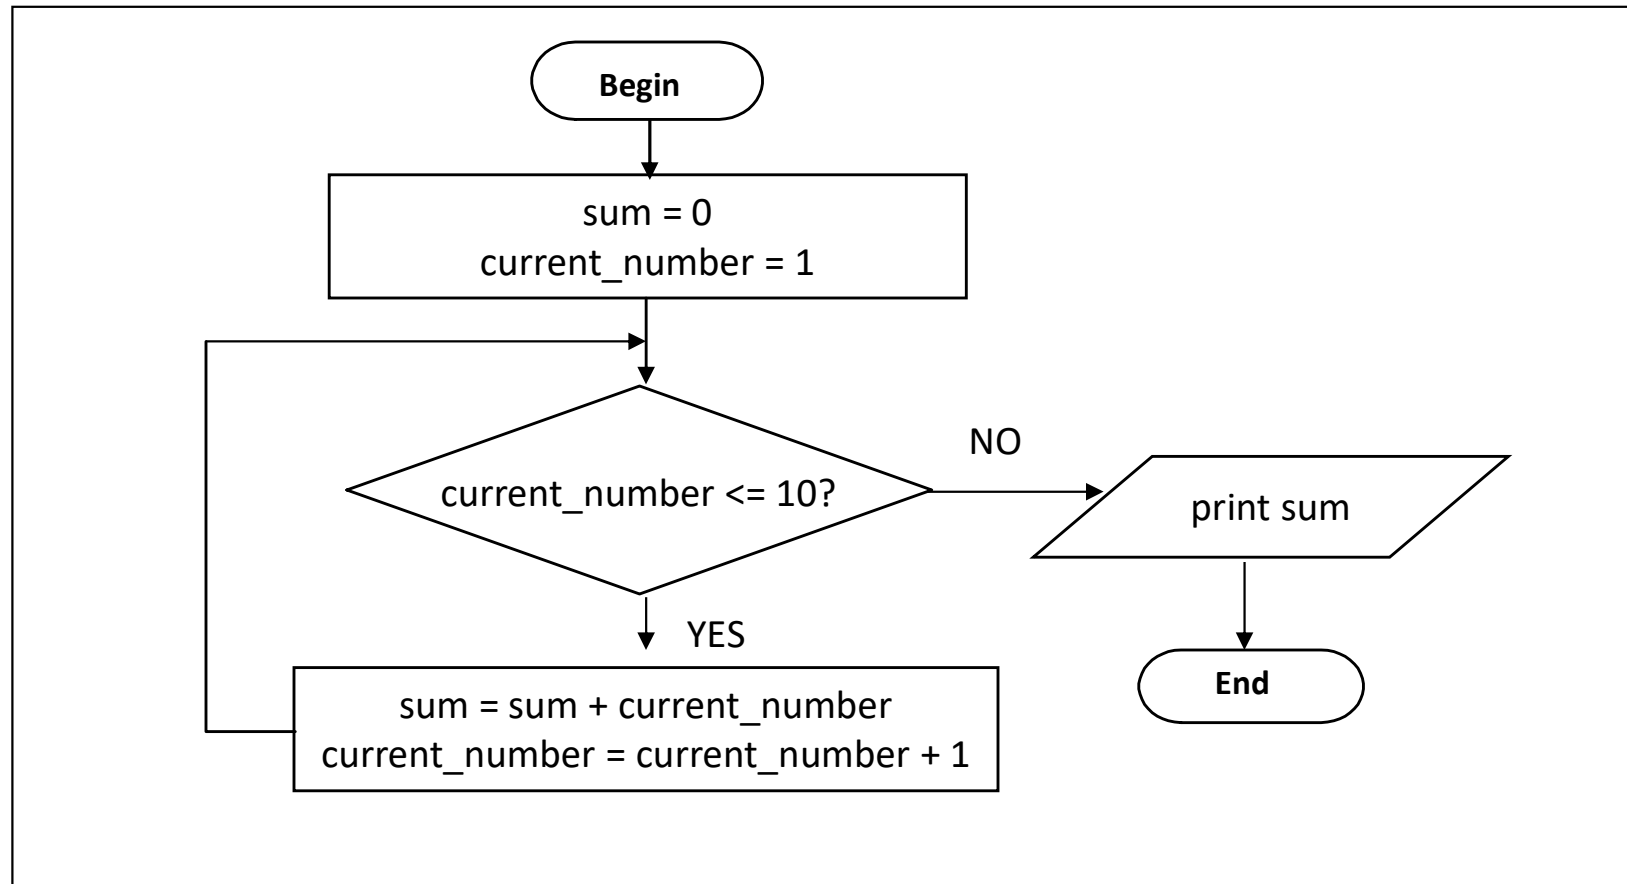 Begin
sum = 0
current_number = 1
current_number <= 10?
NO
print sum
YES
sum = sum + current_number
current_number = current_number + 1
End